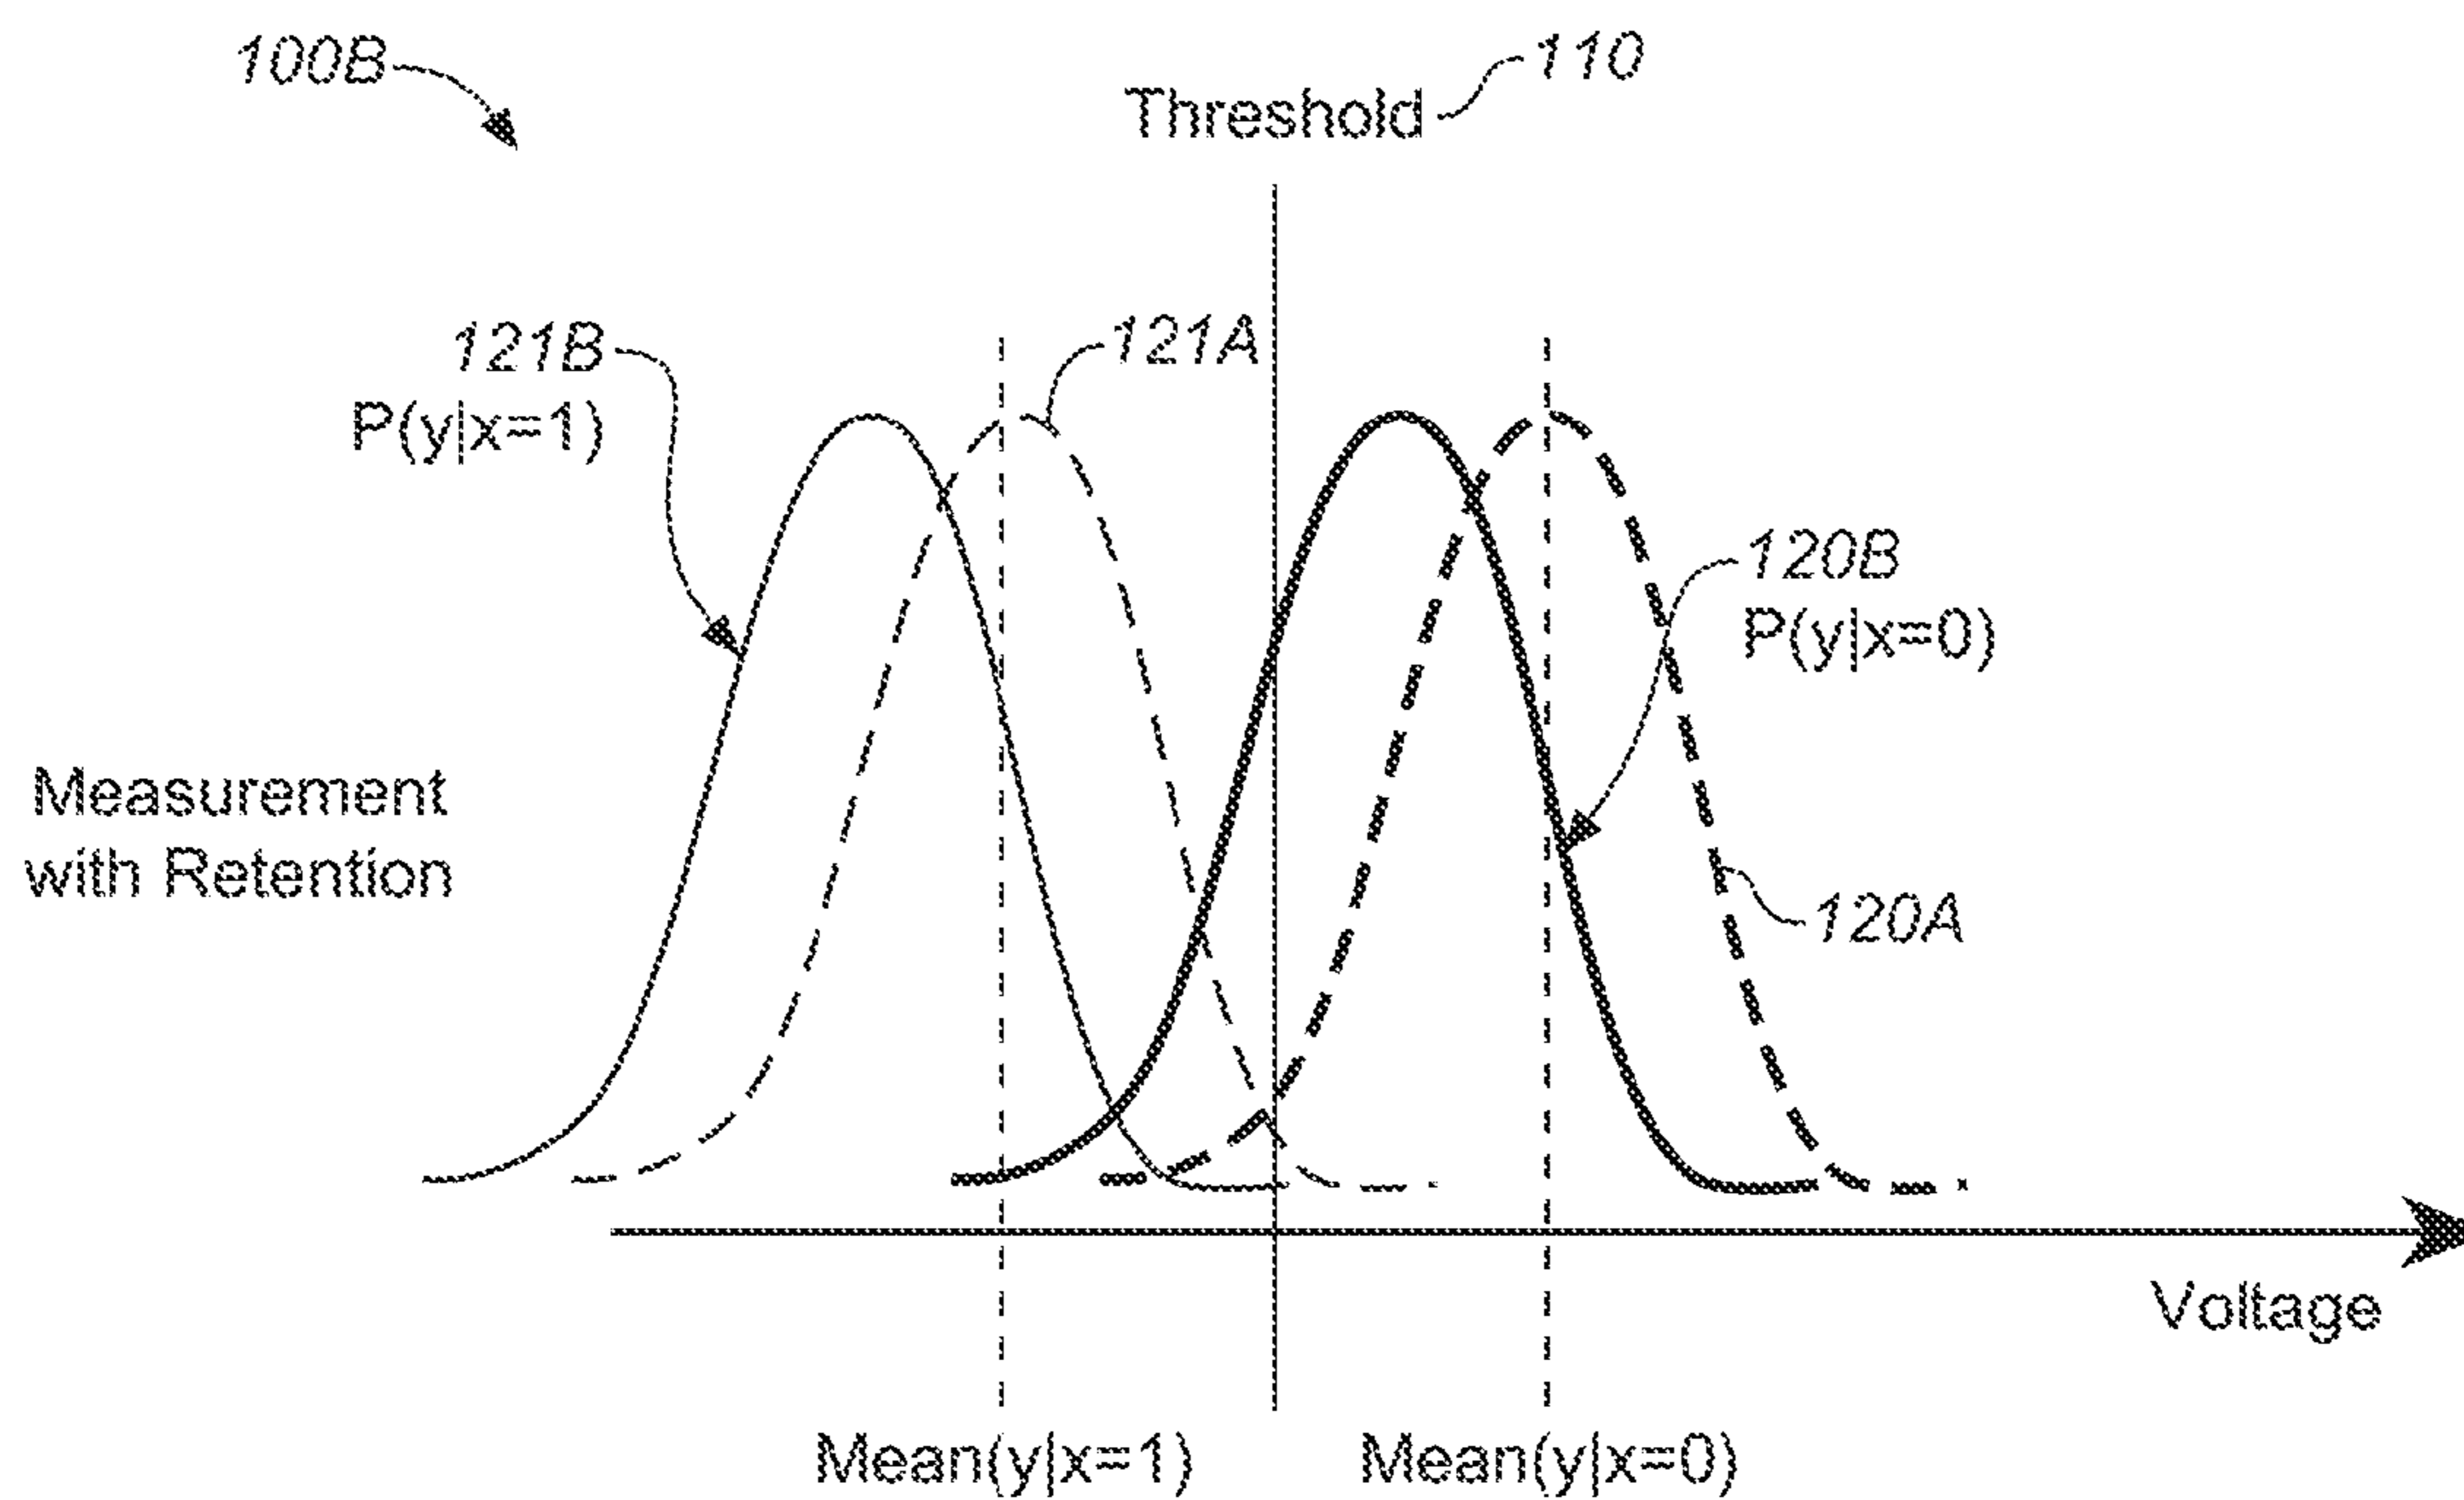 100B
110
Threshold
121B
P(y|x=1)
121A
120B
P(y|x=0)
Measurement
with Retention
120A
Voltage
Mean(y|x=1)
Mean(y|x=0)